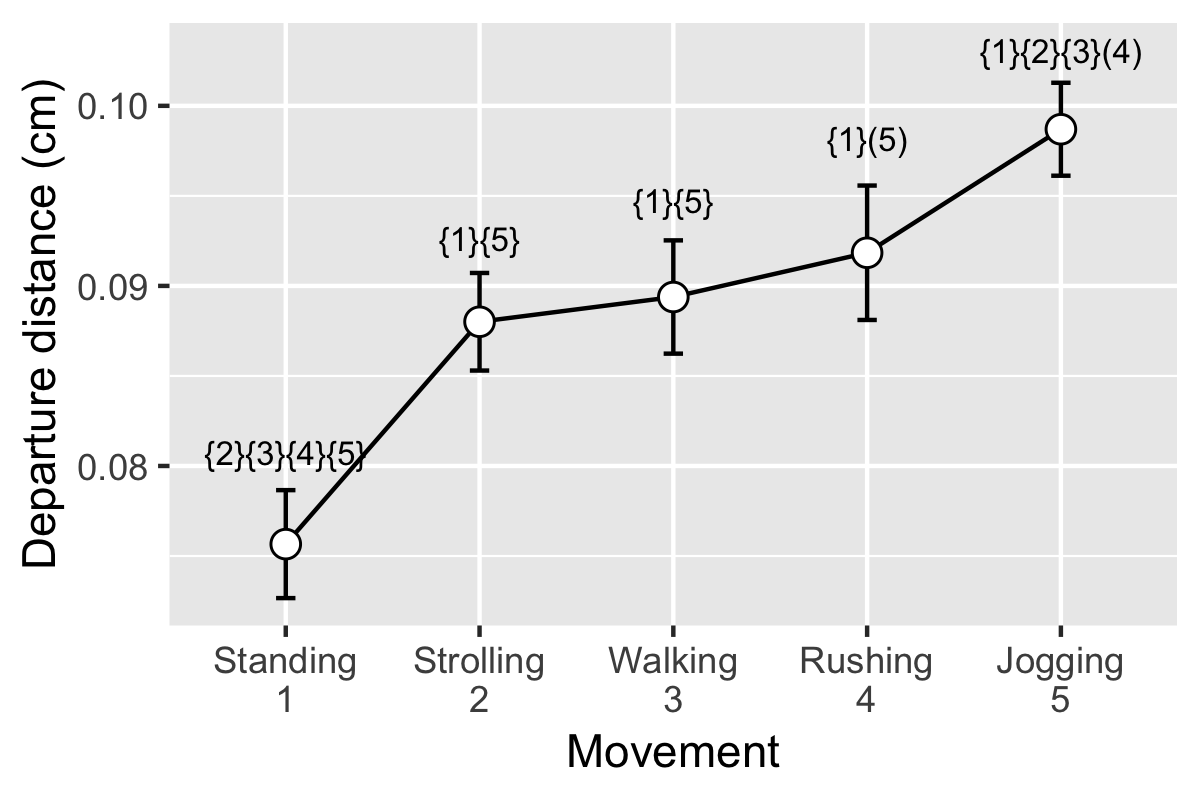 Departure distance (cm)
0.10
0.09
0.08
{1}{2}{3}(4)
{1}(5)
{1}{5}
{1}{5}
{2}{3}{4}{5}
Standing Strolling Walking Rushing Jogging
1 2 3 4 5
Movement